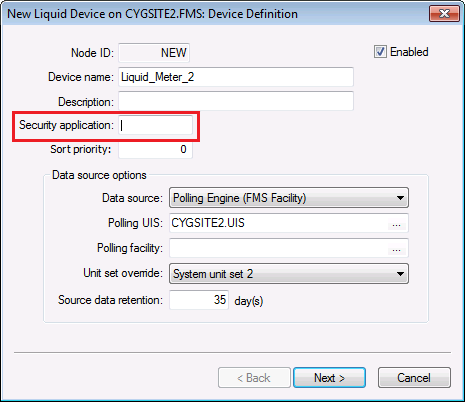 New Liquid Device on CYGSITE2.FMS: Device Definition
Node ID: NEW
Enabled
Device name: Liquid_Meter_2
Description:
Security application:
Sort priority: 0
Data source options
Data source: Polling Engine (FMS Facility)
Polling UIS: CYGSITE2.UIS ...
Polling facility: ...
Unit set override: System unit set 2
Source data retention: 35 day(s)
< Back Next > Cancel